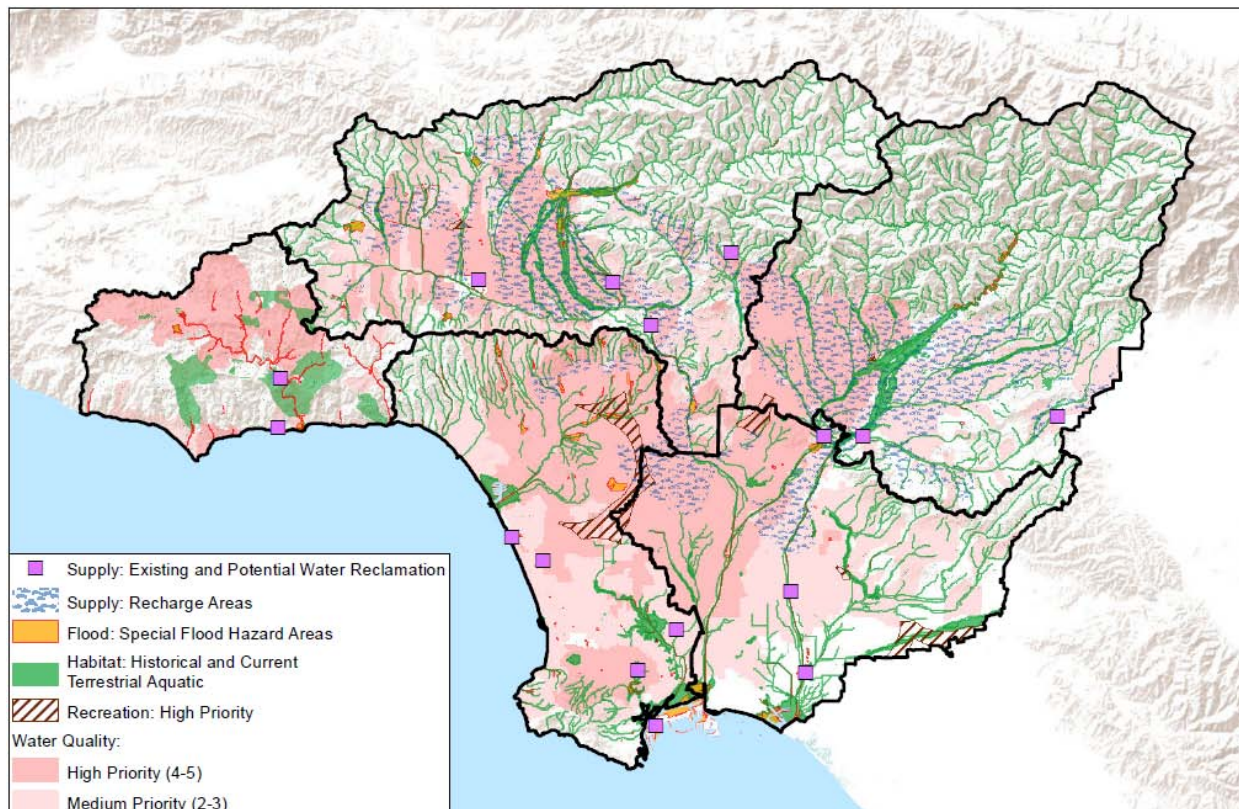 Supply: Existing and Potential Water Reclamation
Supply: Recharge Areas
Flood: Special Flood Hazard Areas
Habitat: Historical and Current
Terrestrial Aquatic
Recreation: High Priority
Water Quality:
High Priority (4-5)
Medium Priority (2-3)